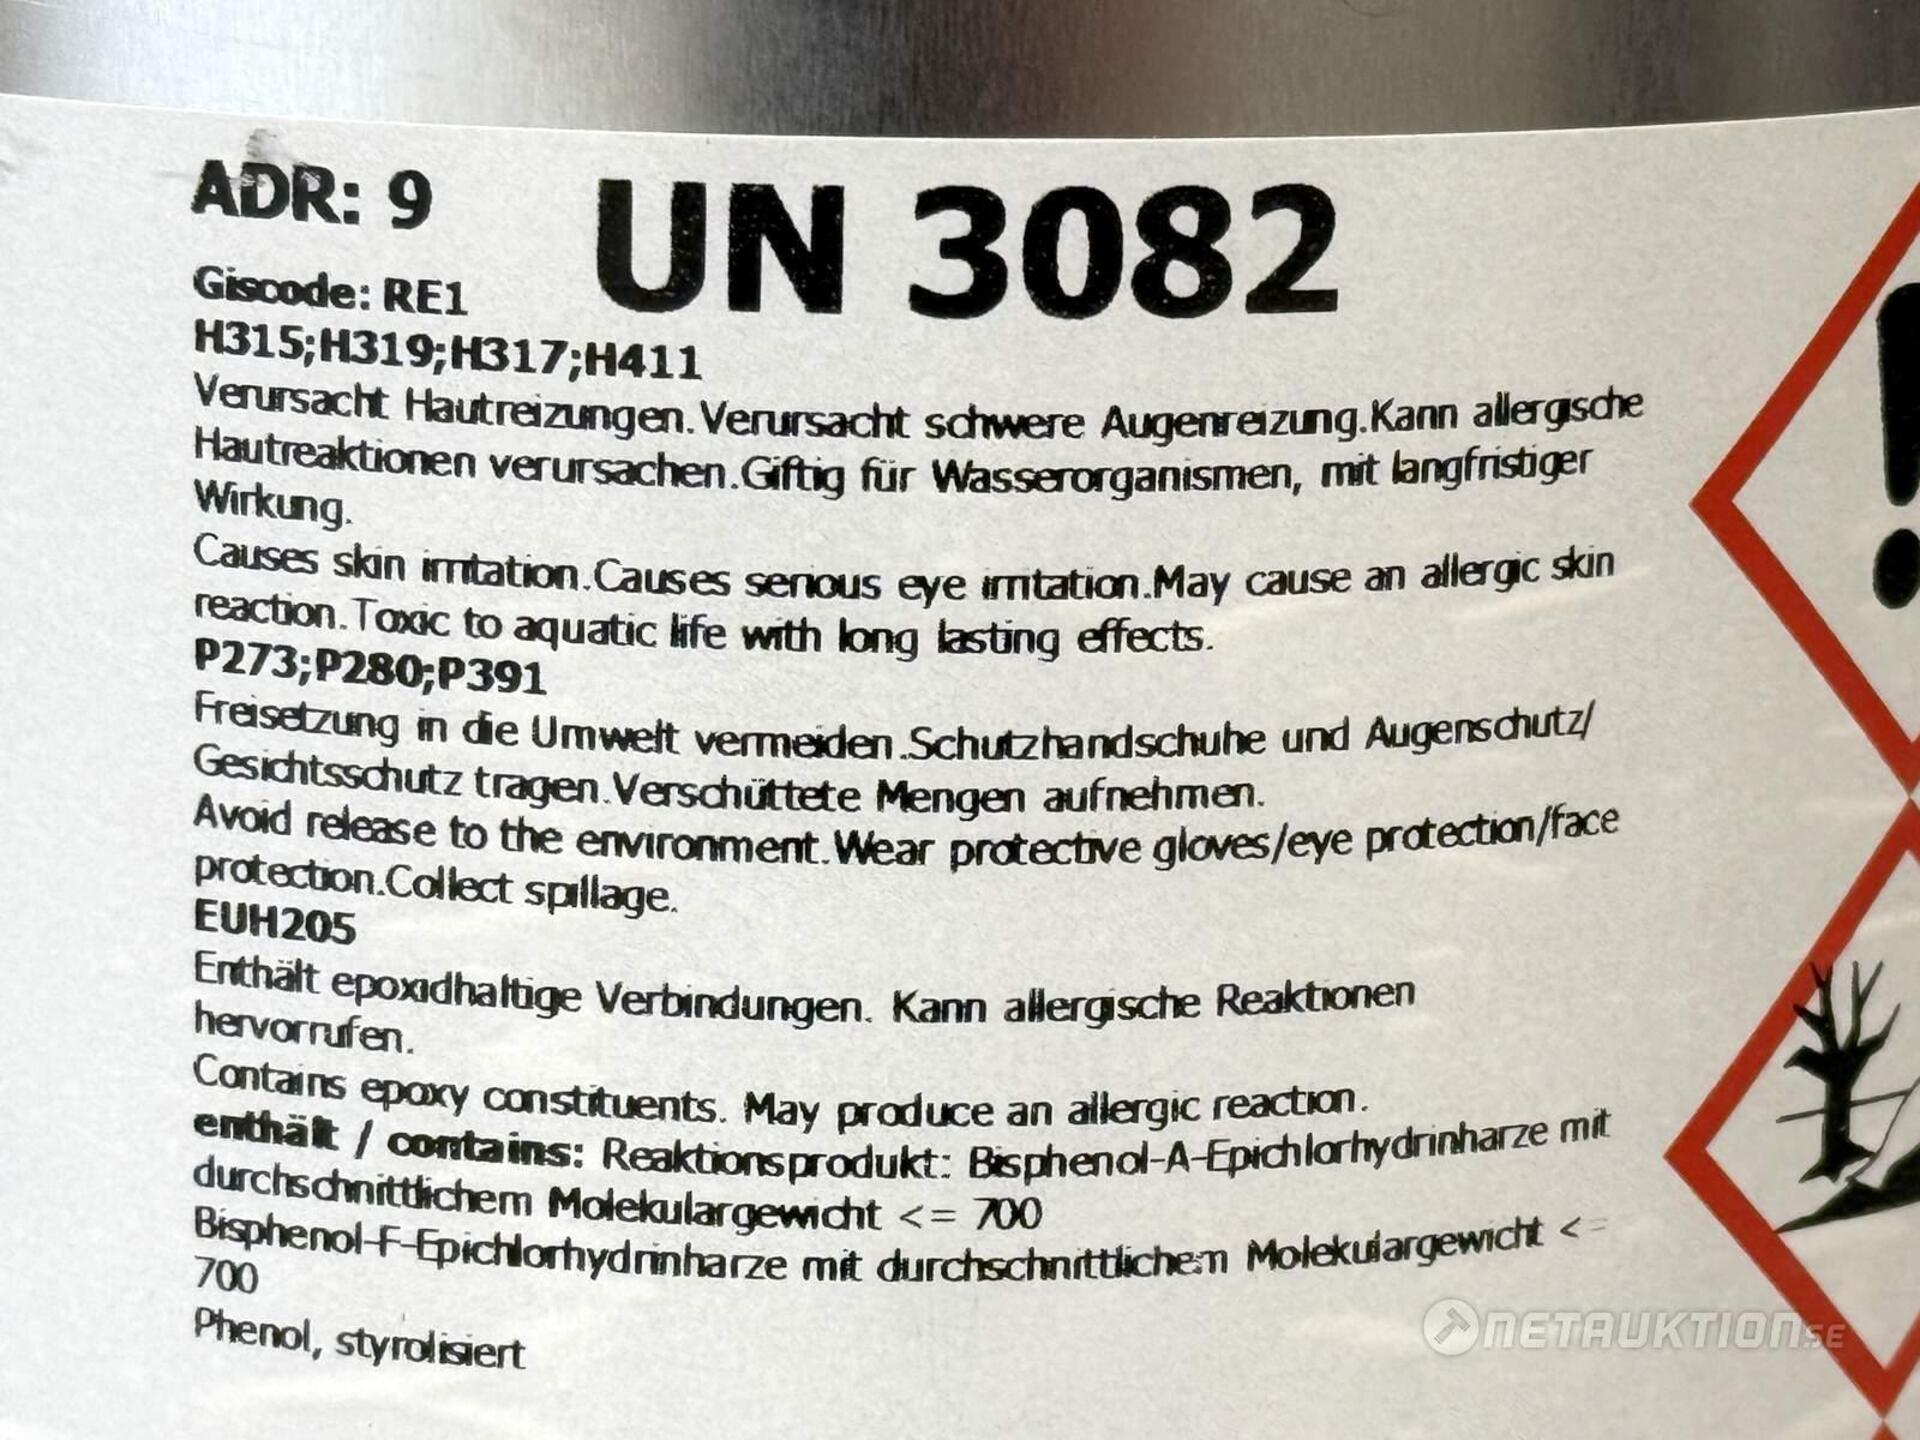 ADR: 9
UN 3082
Giscode: RE1
H315;H319;H317;H411
Verursacht Hautreizungen.Verursacht schwere Augenreizung.Kann allergische
Hautreaktionen verursachen.Giftig für Wasserorganismen, mit langfristiger
Wirkung.
Causes skin irritation.Causes serious eye irritation.May cause an allergic skin
reaction.Toxic to aquatic life with long lasting effects.
P273;P280;P391
Freisetzung in die Umwelt vermeiden.Schutzhandschuhe und Augenschutz/
Gesichtsschutz tragen.Verschüttete Mengen aufnehmen.
Avoid release to the environment.Wear protective gloves/eye protection/face
protection.Collect spillage.
EUH205
Enthält epoxidhaltige Verbindungen. Kann allergische Reaktionen
hervorrufen.
Contains epoxy constituents. May produce an allergic reaction.
enthält / contains: Reaktionsprodukt: Bisphenol-A-Epichlorhydrinharze mit
durchschnittlichem Molekulargewicht <= 700
Bisphenol-F-Epichlorhydrinharze mit durchschnittlichem Molekulargewicht <=
700
Phenol, styrolisiert
NETAUKTION.SE